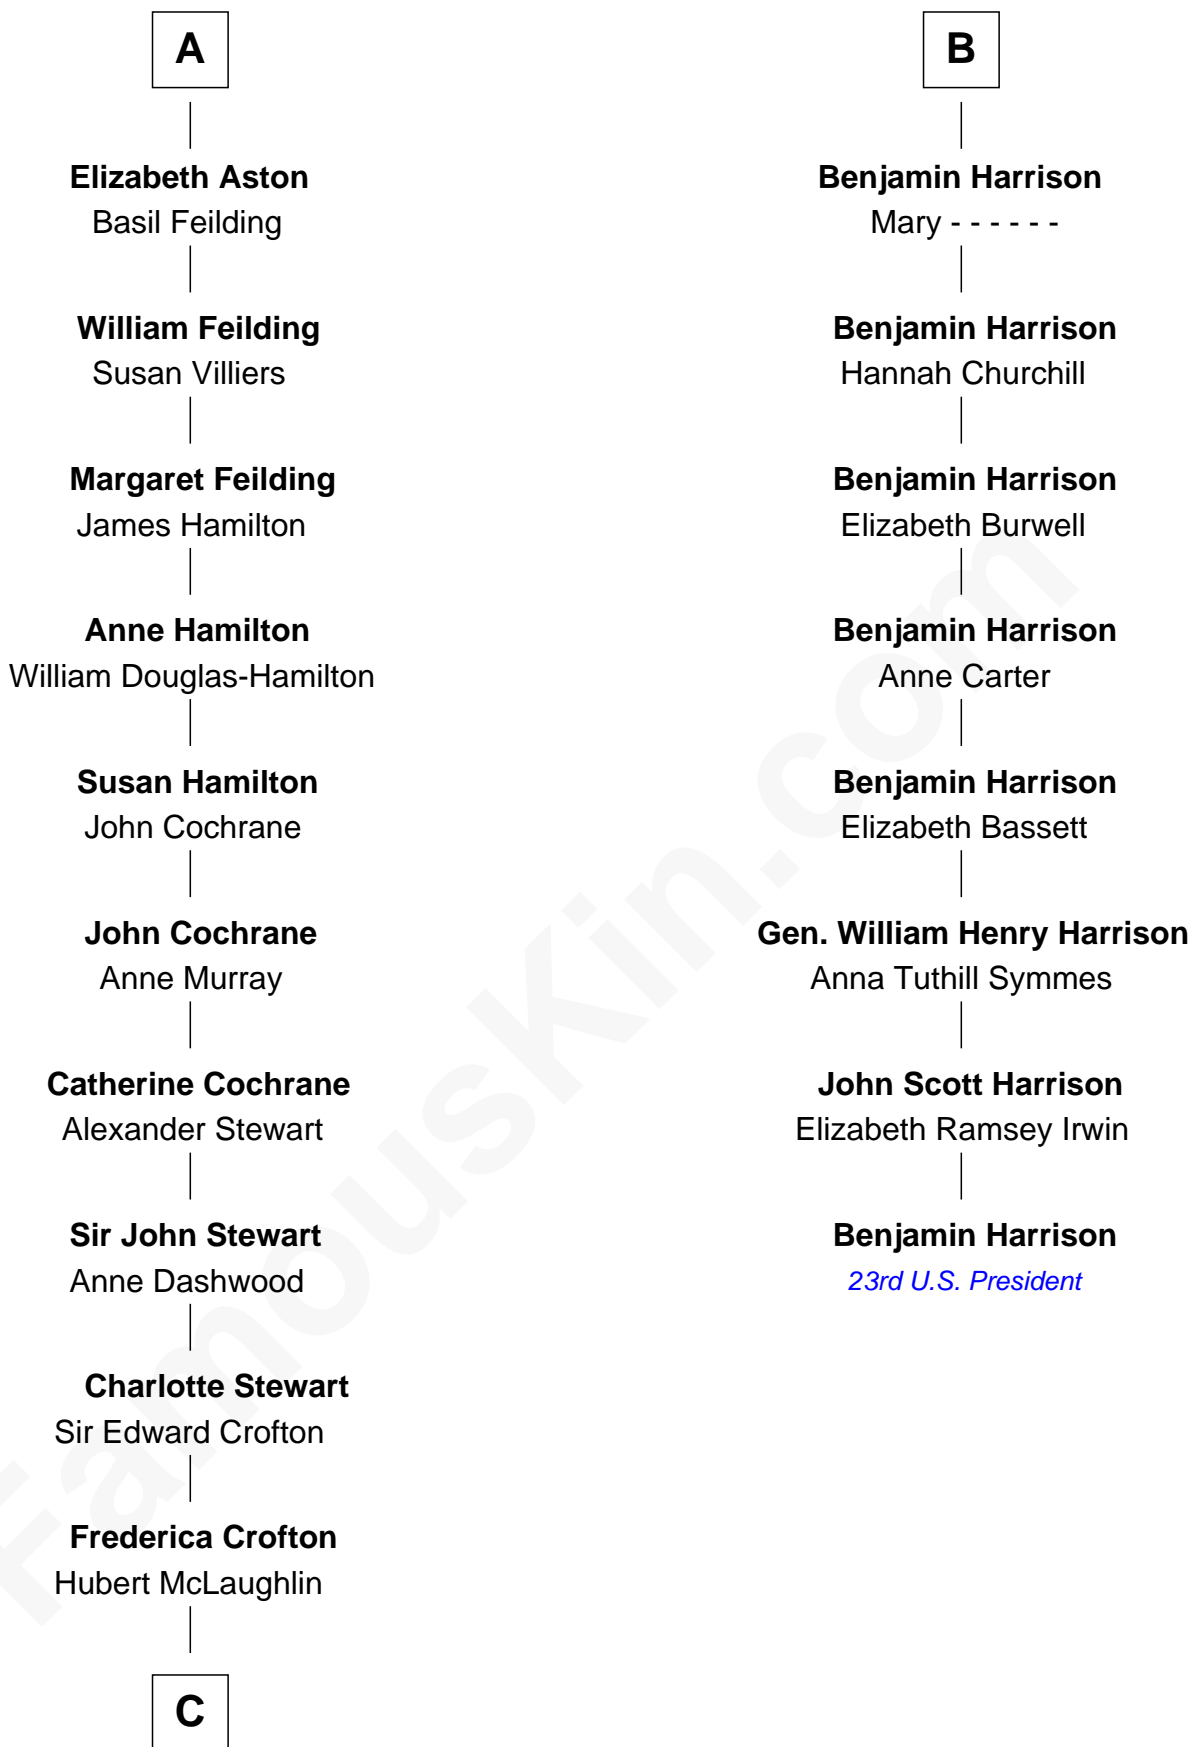 A
Elizabeth Aston
Basil Feilding
William Feilding
Susan Villiers
Margaret Feilding
James Hamilton
Anne Hamilton
William Douglas-Hamilton
Susan Hamilton
John Cochrane
John Cochrane
Anne Murray
Catherine Cochrane
Alexander Stewart
Sir John Stewart
Anne Dashwood
Charlotte Stewart
Sir Edward Crofton
Frederica Crofton
Hubert McLaughlin
C
B
Benjamin Harrison
Mary - - - - - -
Benjamin Harrison
Hannah Churchill
Benjamin Harrison
Elizabeth Burwell
Benjamin Harrison
Anne Carter
Benjamin Harrison
Elizabeth Bassett
Gen. William Henry Harrison
Anna Tuthill Symmes
John Scott Harrison
Elizabeth Ramsey Irwin
Benjamin Harrison
23rd U.S. President
FamousKin.com